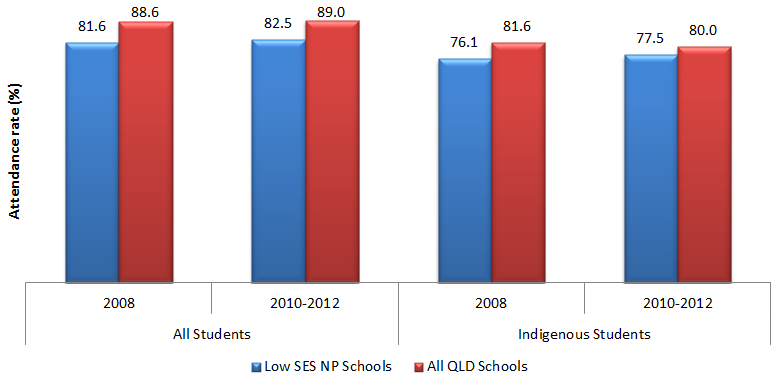 88.6
89.0
81.6
82.5
81.6
80.0
76.1
77.5
Attendance rate (%)
2008
2010-2012
2008
2010-2012
All Students
Indigenous Students
Low SES NP Schools
All QLD Schools